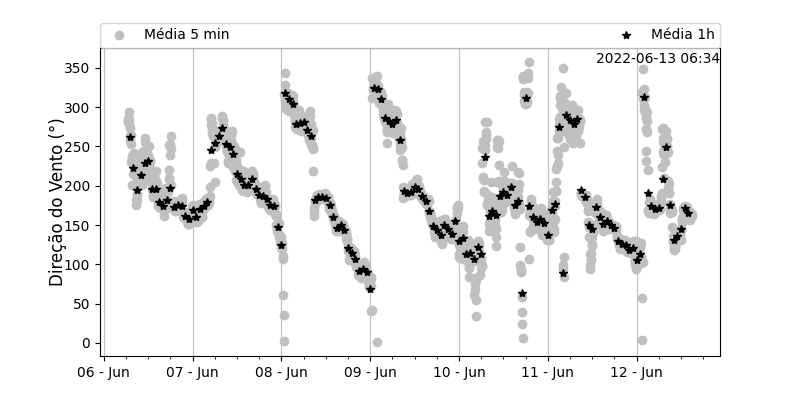 Média 5 min
Média 1h
2022-06-13 06:34
Direção do Vento (°)
350
300
250
200
150
100
50
0
06 - Jun
07 - Jun
08 - Jun
09 - Jun
10 - Jun
11 - Jun
12 - Jun